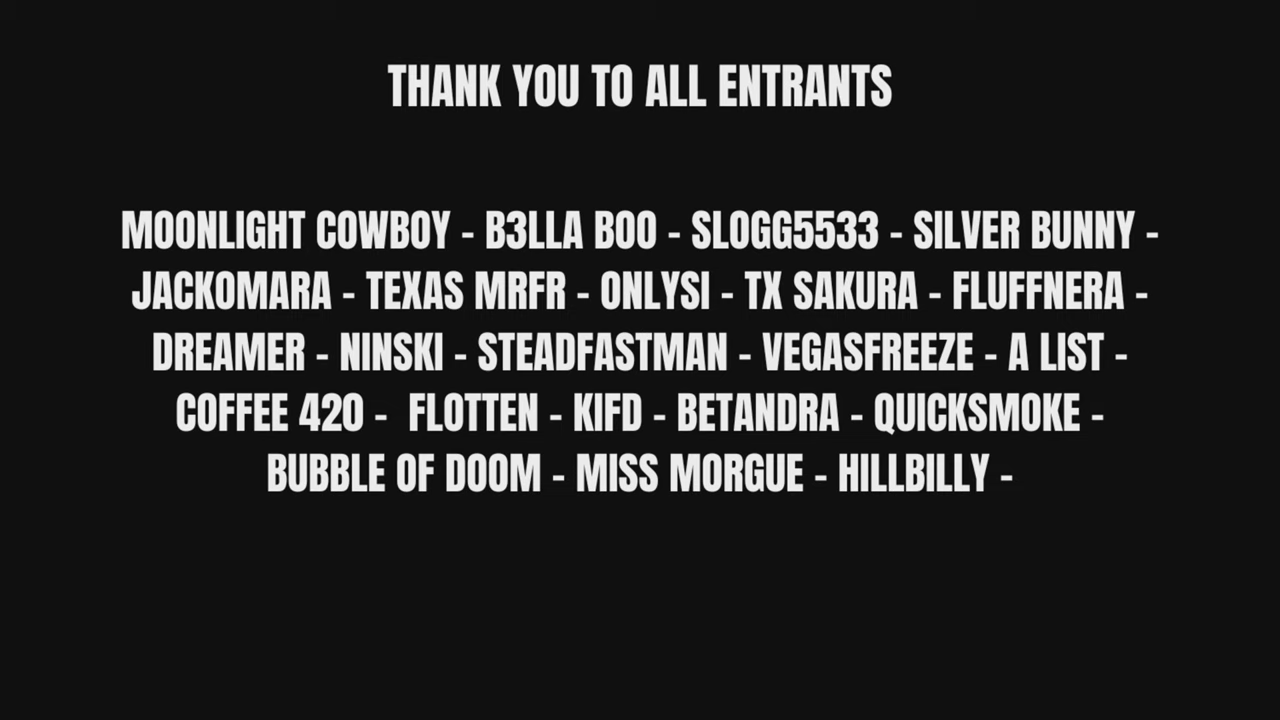 THANK YOU TO ALL ENTRANTS
MOONLIGHT COWBOY - B3LLA BOO - SLOGG5533 - SILVER BUNNY -
JACKOMARA - TEXAS MRFR - ONLYSI - TX SAKURA - FLUFFNERA -
DREAMER - NINSKI - STEADFASTMAN - VEGASFREEZE - A LIST -
COFFEE 420 -  FLOTTEN - KIFD - BETANDRA - QUICKSMOKE -
BUBBLE OF DOOM - MISS MORGUE - HILLBILLY -